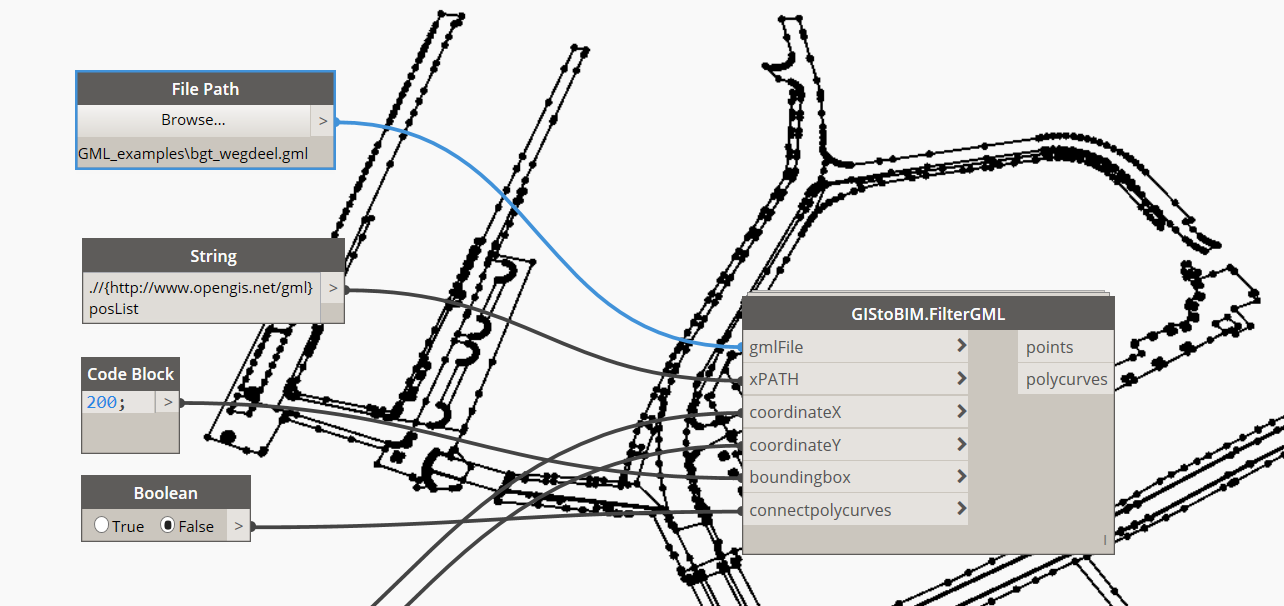 File Path
Browse...
>
GML_examples\bgt_wegdeel.gml
String
.//{http://www.opengis.net/gml}
posList
>
Code Block
200;
>
Boolean
True
False
>
GIStoBIM.FilterGML
gmlFile
points
xPATH
polycurves
coordinateX
coordinateY
boundingbox
connectpolycurves